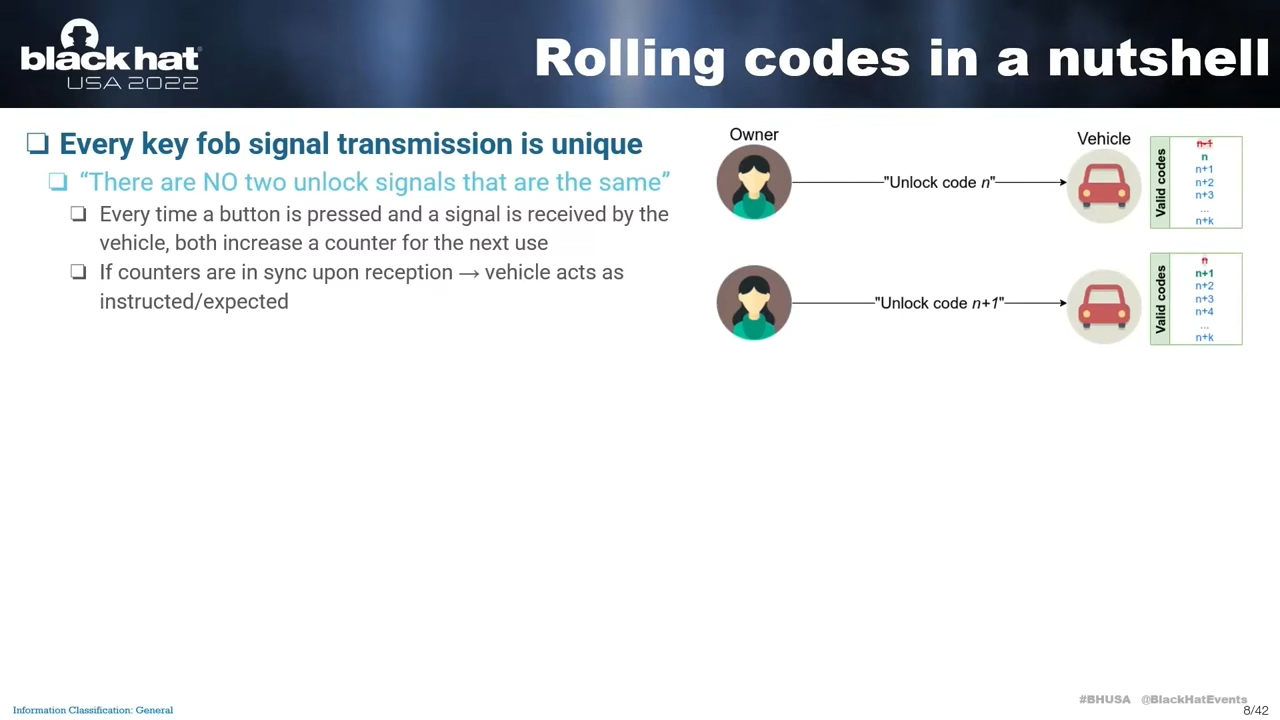 black hat
USA 2022
Rolling codes in a nutshell
Every key fob signal transmission is unique
“There are NO two unlock signals that are the same”
Every time a button is pressed and a signal is received by the
vehicle, both increase a counter for the next use
If counters are in sync upon reception → vehicle acts as
instructed/expected
Owner
"Unlock code n"
Vehicle
Valid codes
n-1
n
n+1
n+2
n+3
...
n+k
"Unlock code n+1"
Valid codes
n
n+1
n+2
n+3
n+4
...
n+k
Information Classification: General
#BHUSA @BlackHatEvents
8/42